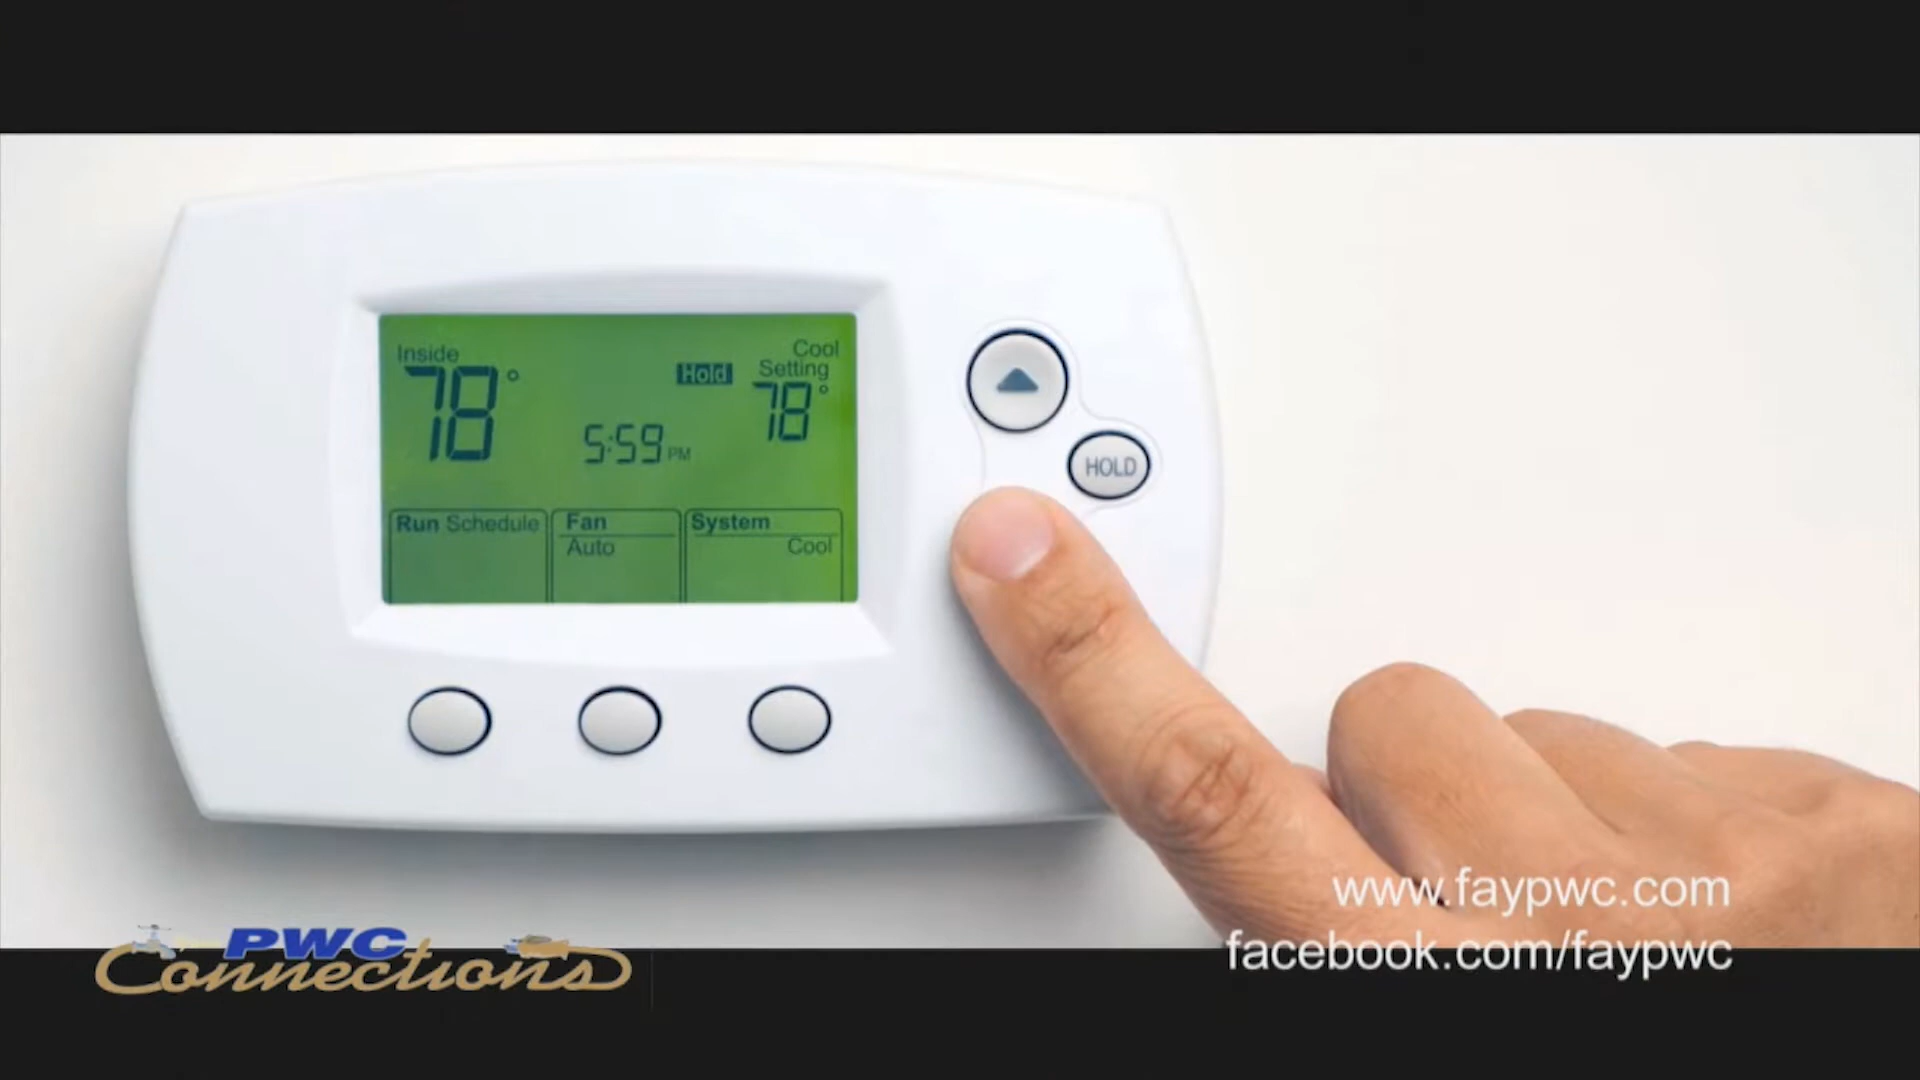 Inside
78°
Hold
Cool
Setting
78°
5:59 PM
Run Schedule
Fan
Auto
System
Cool
HOLD
www.faypwc.com
facebook.com/faypwc
PWC
Connections